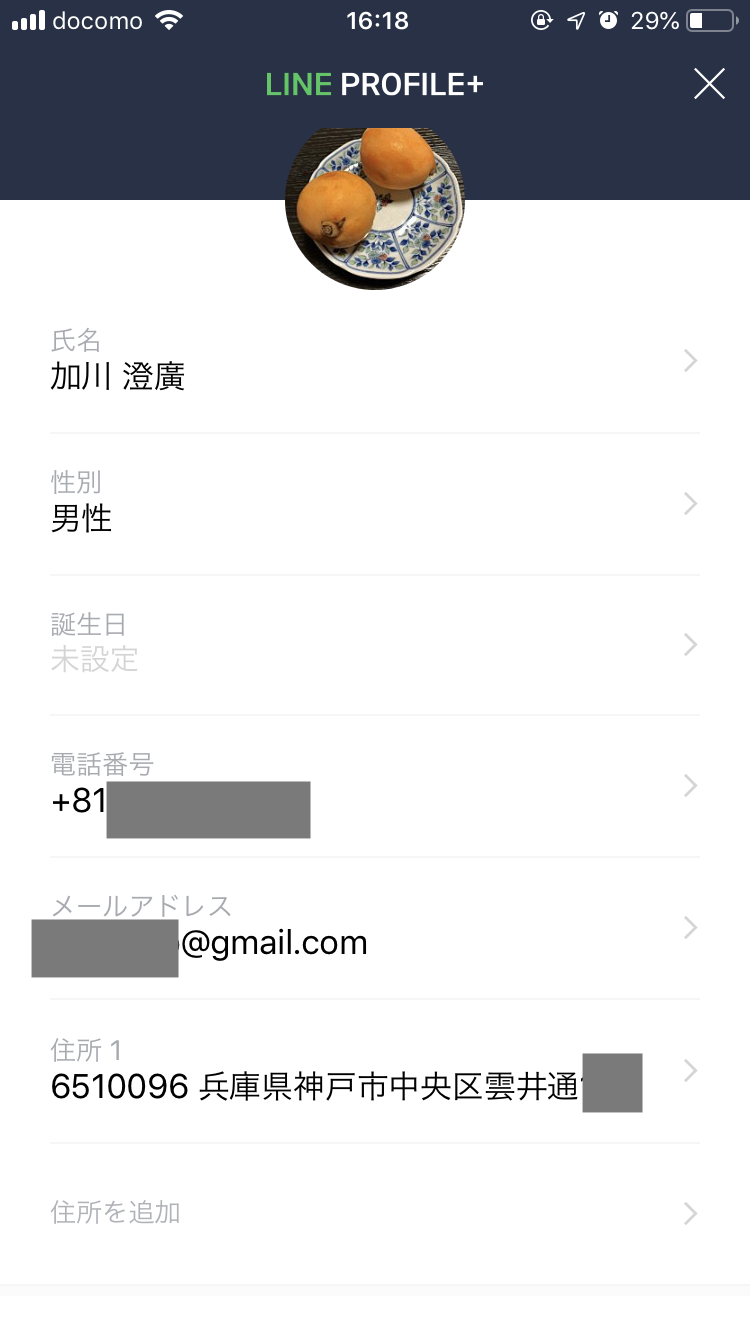 docomo 16:18 29%
LINE PROFILE+
氏名
加川 澄廣
性別
男性
誕生日
未設定
電話番号
+81
メールアドレス
@gmail.com
住所 1
6510096 兵庫県神戸市中央区雲井通
住所を追加